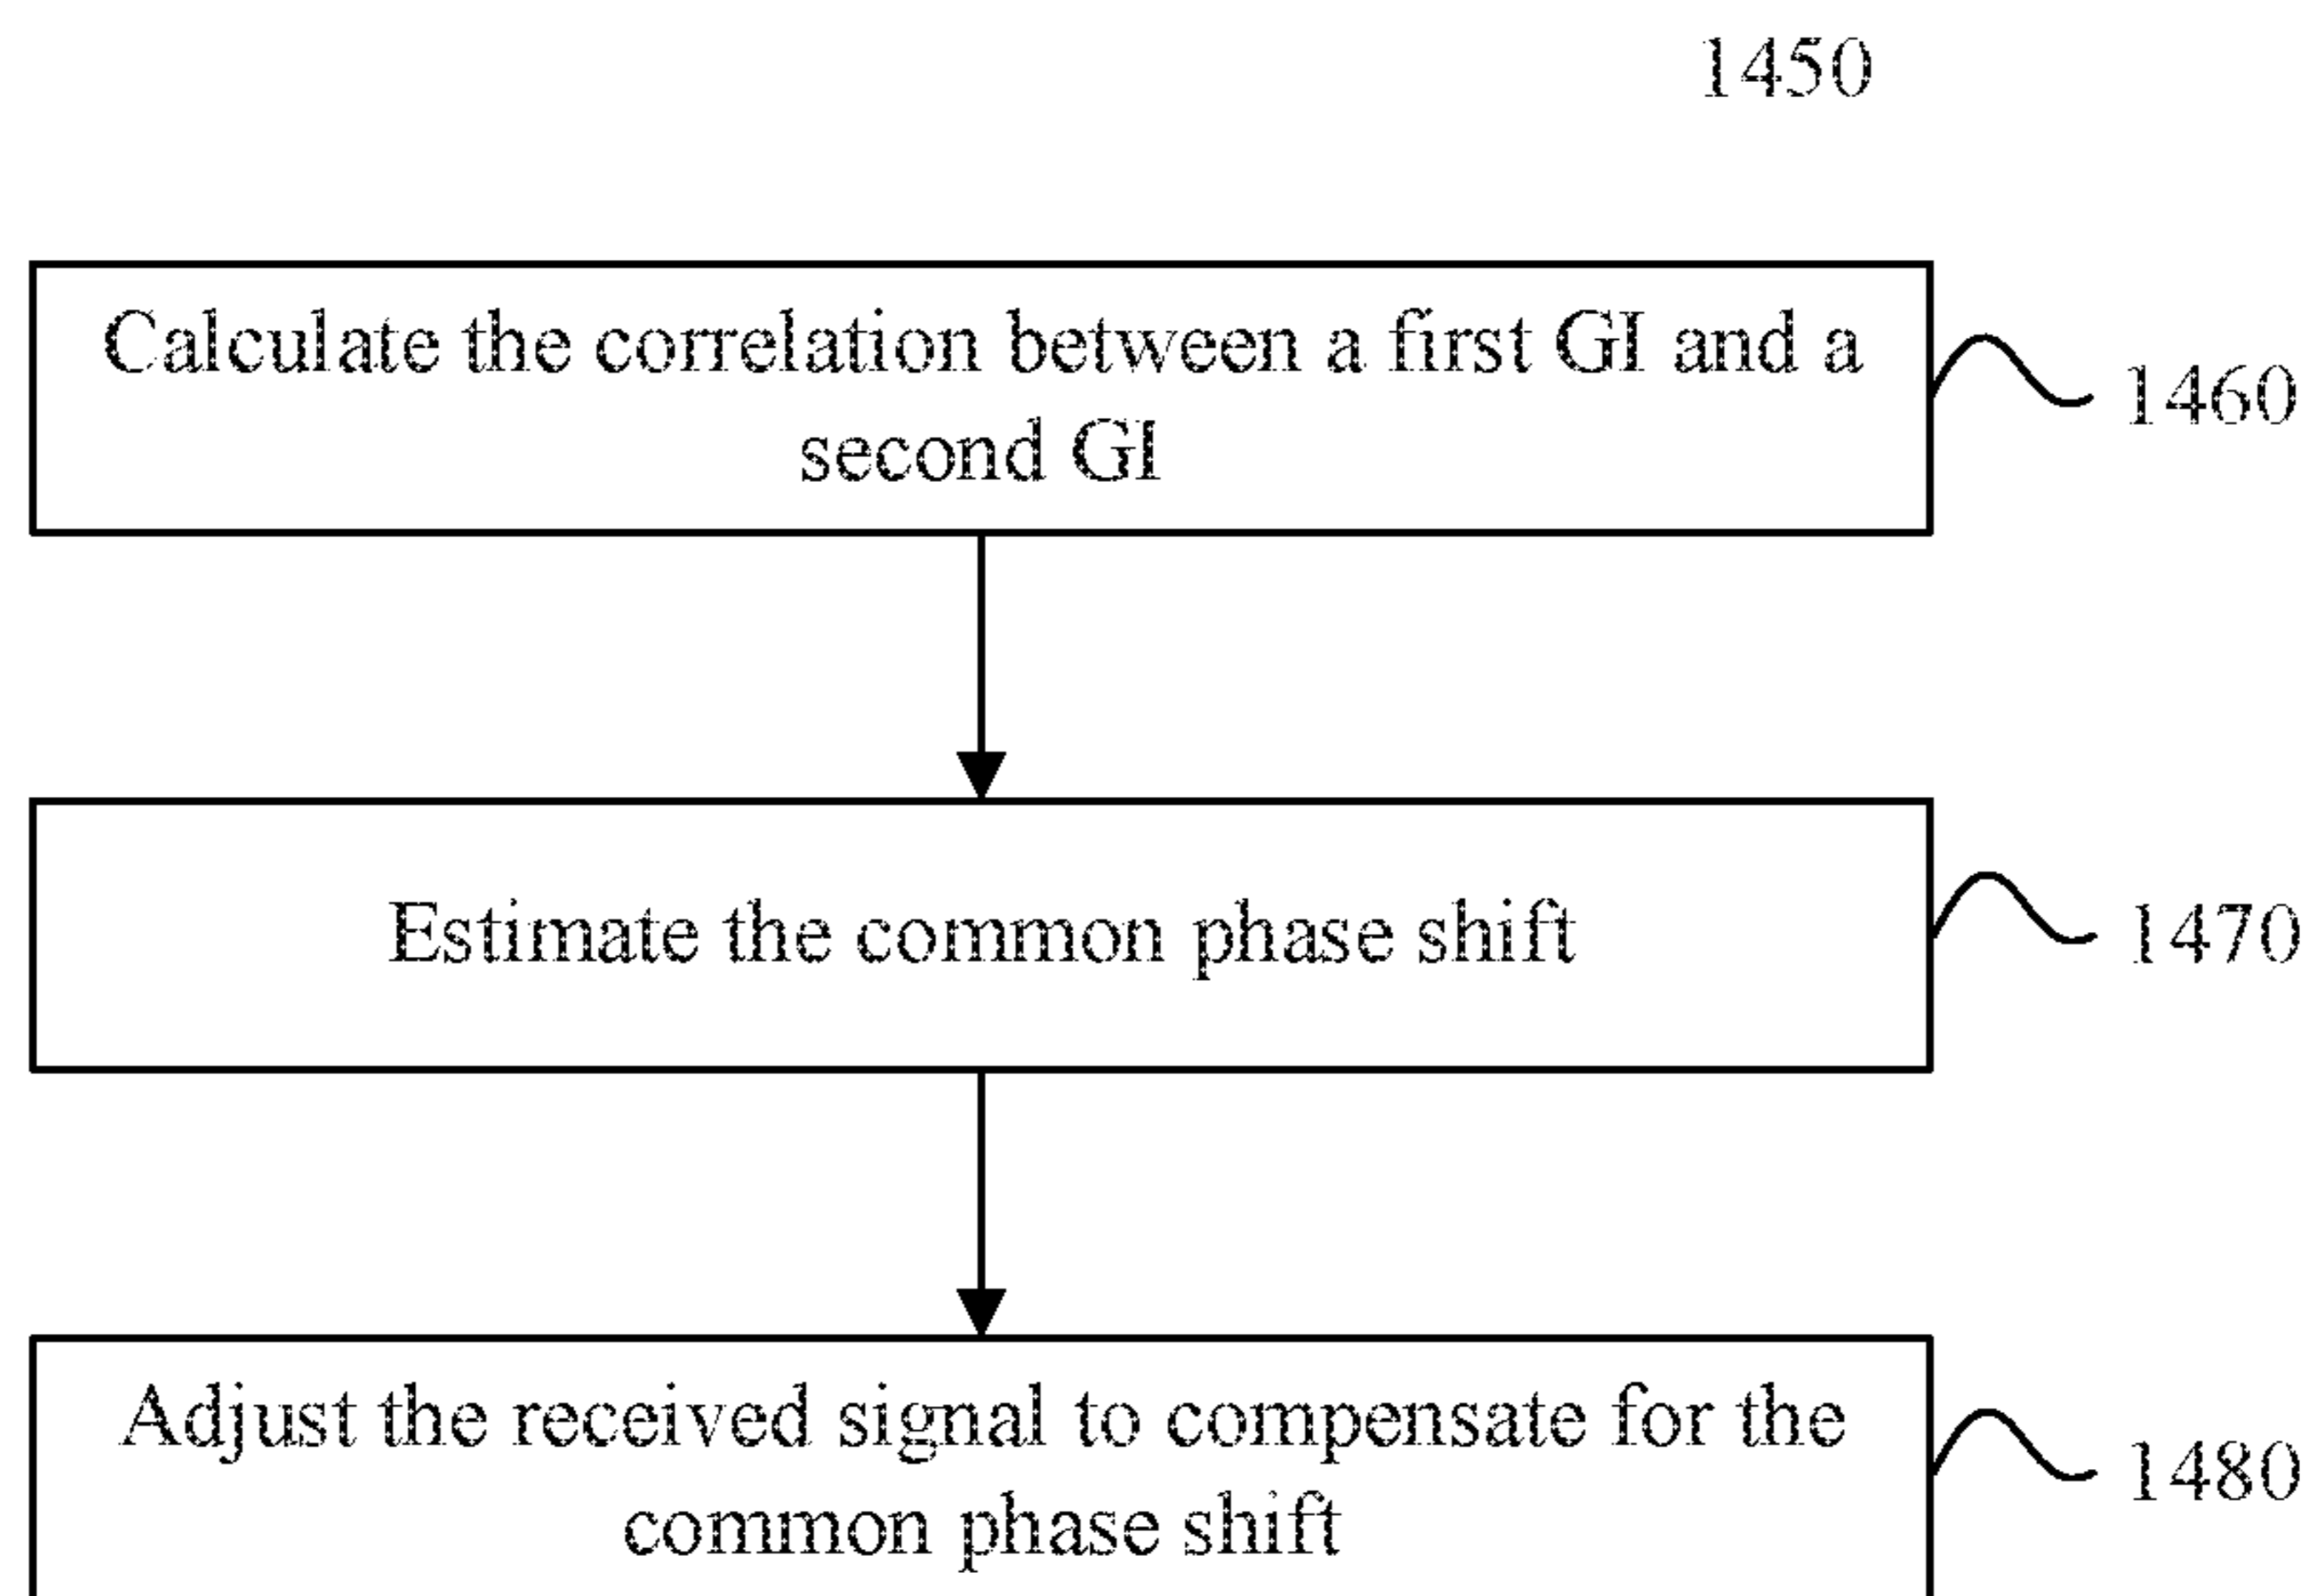 1450
Calculate the correlation between a first GI and a
second GI
1460
Estimate the common phase shift
1470
Adjust the received signal to compensate for the
common phase shift
1480